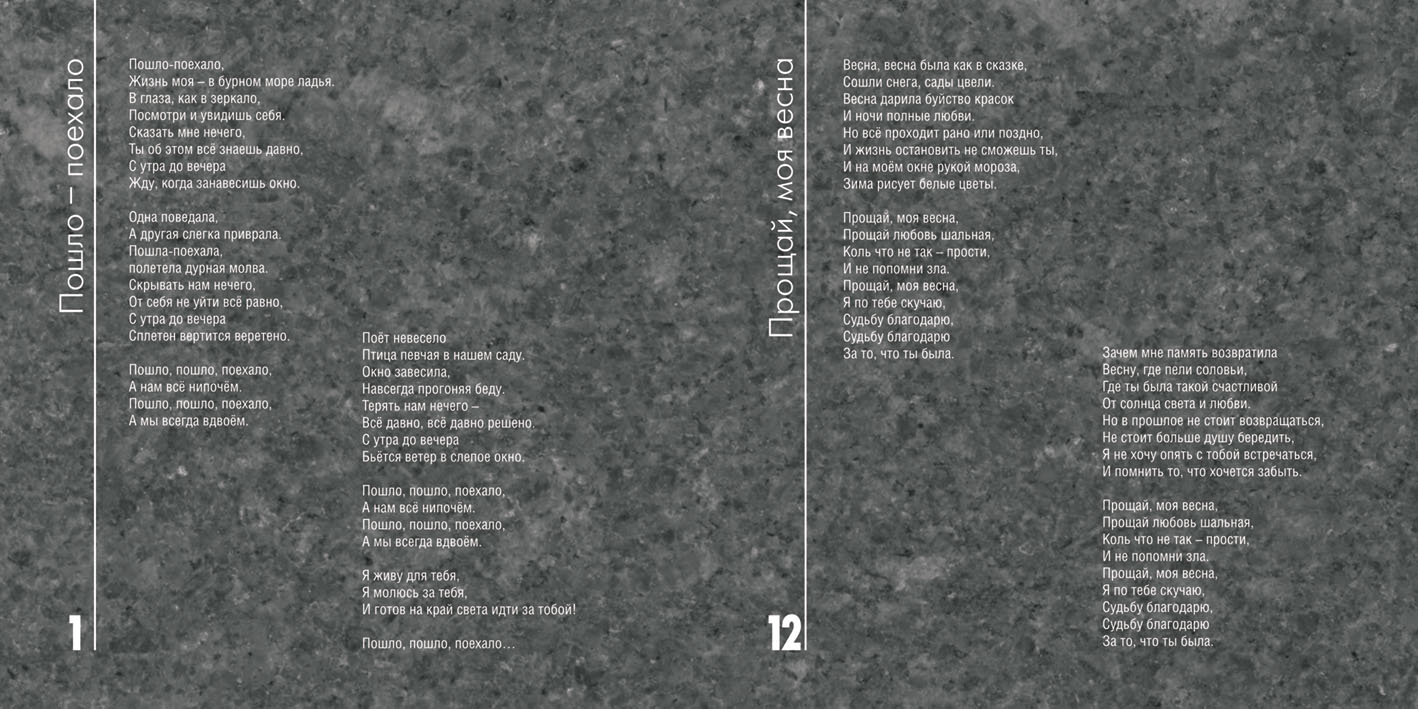 Пошло – поехало
Пошло-поехало,
Жизнь моя – в бурном море ладья.
В глаза, как в зеркало,
Посмотри и увидишь себя.
Сказать мне нечего,
Ты об этом всё знаешь давно,
С утра до вечера
Жду, когда занавесишь окно.
Одна поведала,
А другая слегка приврала.
Пошла-поехала,
полетела дурная молва.
Скрывать нам нечего,
От себя не уйти всё равно,
С утра до вечера
Сплетен вертится веретено.
Пошло, пошло, поехало,
А нам всё нипочём.
Пошло, пошло, поехало,
А мы всегда вдвоём.
Поёт невесело
Птица певчая в нашем саду.
Окно завесила,
Навсегда прогоняя беду.
Терять нам нечего –
Всё давно, всё давно решено.
С утра до вечера
Бьётся ветер в слепое окно.
Пошло, пошло, поехало,
А нам всё нипочём.
Пошло, пошло, поехало,
А мы всегда вдвоём.
Я живу для тебя,
Я молюсь за тебя,
И готов на край света идти за тобой!
Пошло, пошло, поехало…
1
Прощай, моя весна
Весна, весна была как в сказке,
Сошли снега, сады цвели.
Весна дарила буйство красок
И ночи полные любви.
Но всё проходит рано или поздно,
И жизнь остановить не сможешь ты,
И на моём окне рукой мороза,
Зима рисует белые цветы.
Прощай, моя весна,
Прощай любовь шальная,
Коль что не так – прости,
И не попомни зла.
Прощай, моя весна,
Я по тебе скучаю,
Судьбу благодарю,
Судьбу благодарю
За то, что ты была.
Зачем мне память возвратила
Весну, где пели соловьи,
Где ты была такой счастливой
От солнца света и любви.
Но в прошлое не стоит возвращаться,
Не стоит больше душу бередить,
Я не хочу опять с тобой встречаться,
И помнить то, что хочется забыть.
Прощай, моя весна,
Прощай любовь шальная,
Коль что не так – прости,
И не попомни зла.
Прощай, моя весна,
Я по тебе скучаю,
Судьбу благодарю,
Судьбу благодарю
За то, что ты была.
12